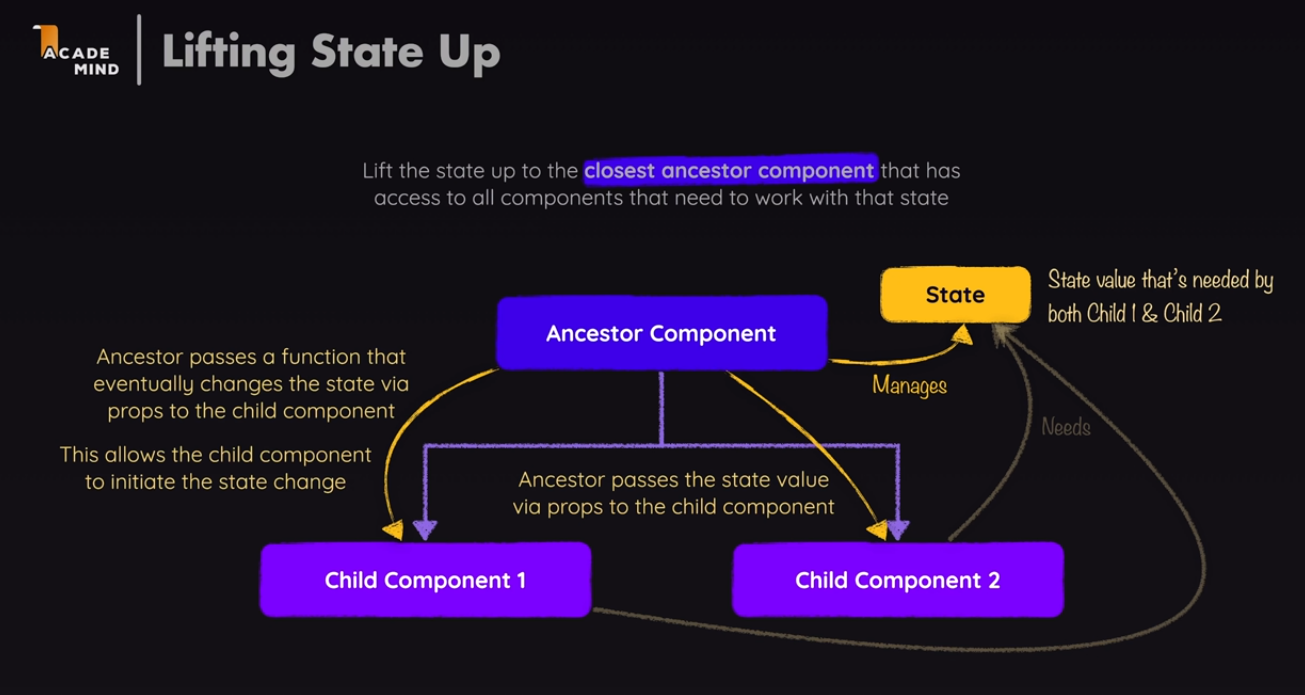 ACADE
MIND
Lifting State Up
Lift the state up to the closest ancestor component that has
access to all components that need to work with that state
State
State value that's needed by
both Child 1 & Child 2
Ancestor Component
Ancestor passes a function that
eventually changes the state via
props to the child component
Manages
Needs
This allows the child component
to initiate the state change
Ancestor passes the state value
via props to the child component
Child Component 1
Child Component 2